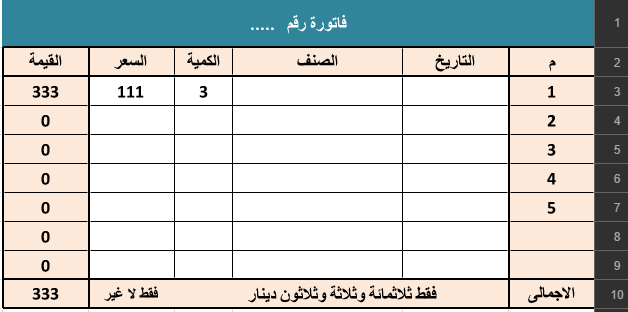 فاتورة رقم ..... 1
م التاريخ الصنف الكمية السعر القيمة 2
1 3 111 333 3
2 0 4
3 0 5
4 0 6
5 0 7
0 8
0 9
الاجمالى فقط ثلاثمائة وثلاثة وثلاثون دينار فقط لا غير 333 10